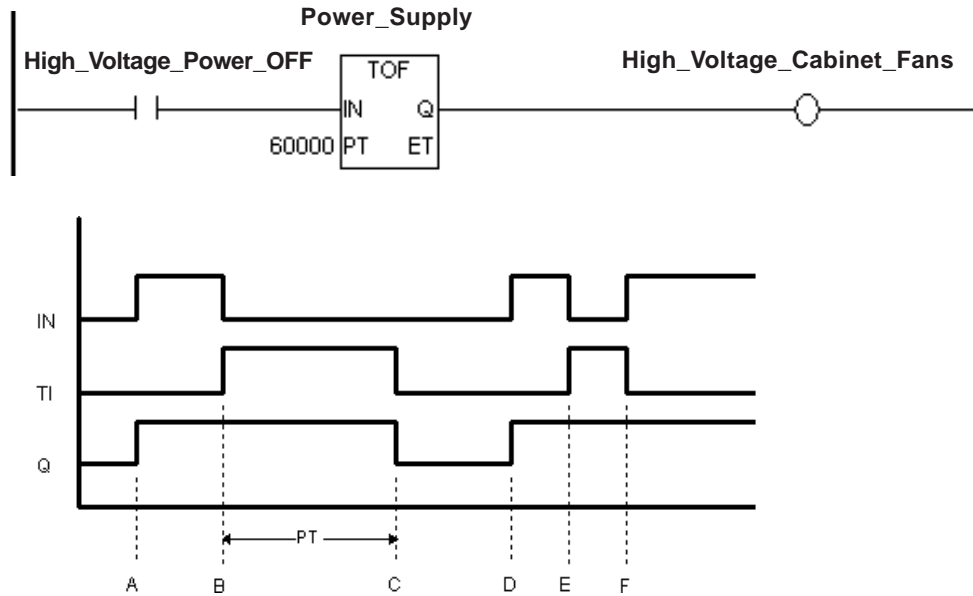 Power_Supply
High_Voltage_Power_OFF
High_Voltage_Cabinet_Fans
TOF
IN Q
60000 PT ET
IN
TI
Q
PT
A B C D E F